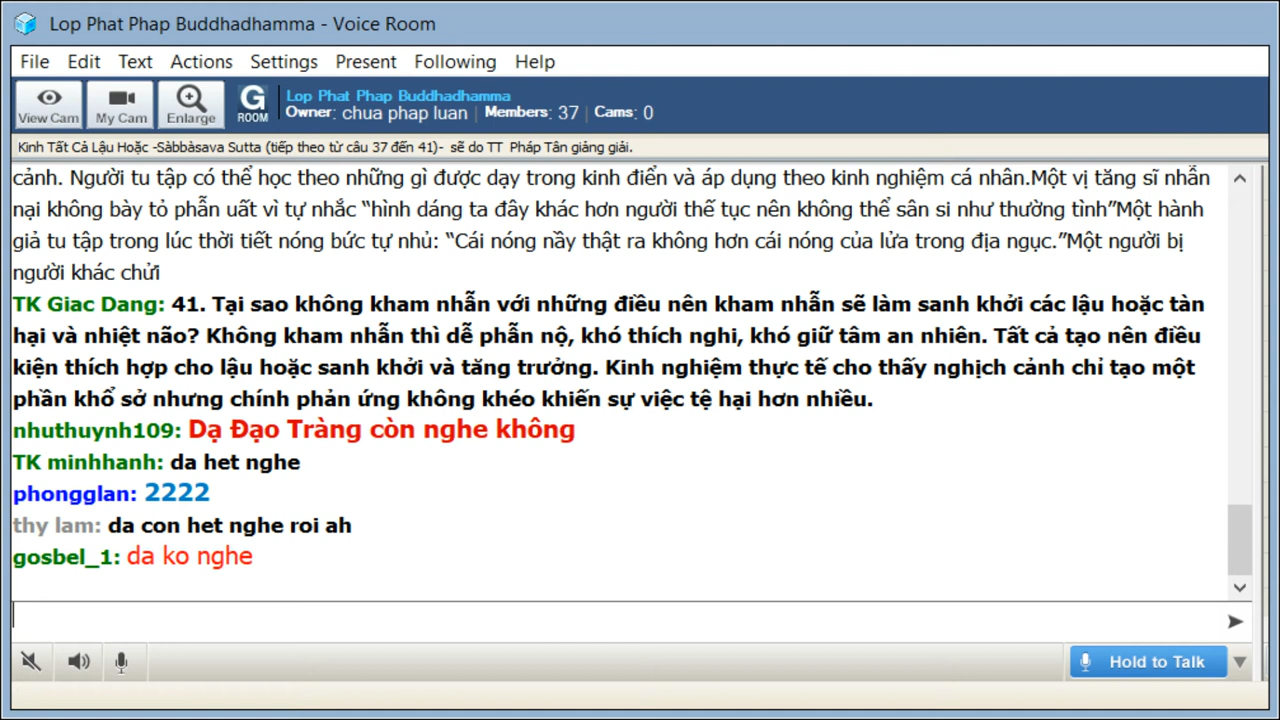 Lop Phat Phap Buddhadhamma - Voice Room
File Edit Text Actions Settings Present Following Help
View Cam My Cam Enlarge G ROOM Lop Phat Phap Buddhadhamma
Owner: chua phap luan | Members: 37 | Cams: 0
Kinh Tất Cả Lậu Hoặc -Sàbbàsava Sutta (tiếp theo từ câu 37 đến 41)- sẽ do TT Pháp Tân giảng giải.
cảnh. Người tu tập có thể học theo những gì được dạy trong kinh điển và áp dụng theo kinh nghiệm cá nhân.Một vị tăng sĩ nhẫn
nại không bày tỏ phẫn uất vì tự nhắc “hình dáng ta đây khác hơn người thế tục nên không thể sân si như thường tình”Một hành
giả tu tập trong lúc thời tiết nóng bức tự nhủ: “Cái nóng nầy thật ra không hơn cái nóng của lửa trong địa ngục.”Một người bị
người khác chửi
TK Giac Dang: 41. Tại sao không kham nhẫn với những điều nên kham nhẫn sẽ làm sanh khởi các lậu hoặc tàn
hại và nhiệt não? Không kham nhẫn thì dễ phẫn nộ, khó thích nghi, khó giữ tâm an nhiên. Tất cả tạo nên điều
kiện thích hợp cho lậu hoặc sanh khởi và tăng trưởng. Kinh nghiệm thực tế cho thấy nghịch cảnh chỉ tạo một
phần khổ sở nhưng chính phản ứng không khéo khiến sự việc tệ hại hơn nhiều.
nhuthuynh109: Dạ Đạo Tràng còn nghe không
TK minhhanh: da het nghe
phongglan: 2222
thy lam: da con het nghe roi ah
gosbel_1: da ko nghe
Hold to Talk